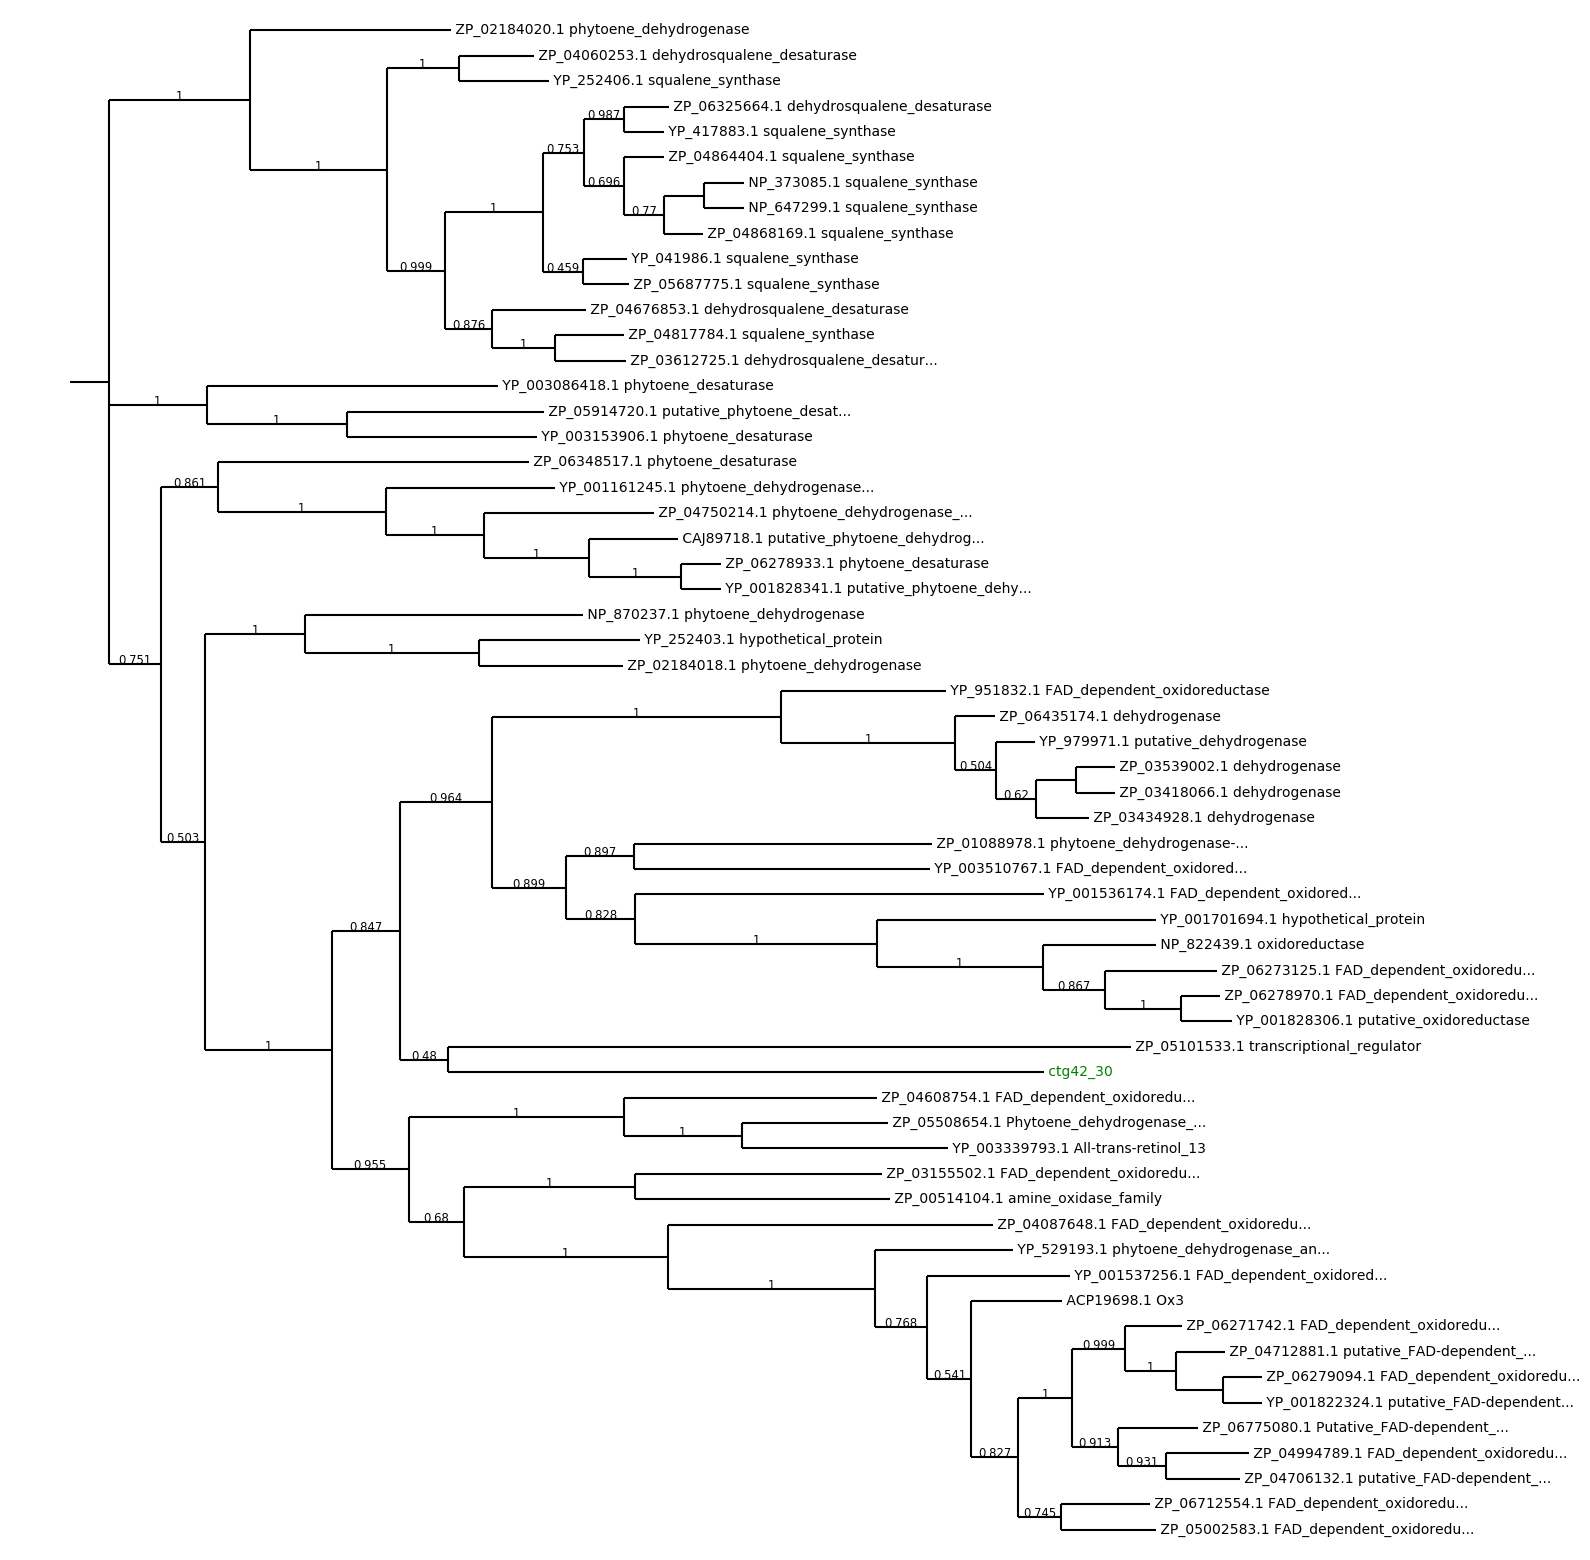 ZP_02184020.1 phytoene_dehydrogenase
ZP_04060253.1 dehydrosqualene_desaturase
1
YP_252406.1 squalene_synthase
1
ZP_06325664.1 dehydrosqualene_desaturase
0.987
YP_417883.1 squalene_synthase
0.753
ZP_04864404.1 squalene_synthase
1
0.696
NP_373085.1 squalene_synthase
1
0.77
NP_647299.1 squalene_synthase
ZP_04868169.1 squalene_synthase
YP_041986.1 squalene_synthase
0.999
0.459
ZP_05687775.1 squalene_synthase
ZP_04676853.1 dehydrosqualene_desaturase
0.876
ZP_04817784.1 squalene_synthase
1
ZP_03612725.1 dehydrosqualene_desatur...
YP_003086418.1 phytoene_desaturase
1
ZP_05914720.1 putative_phytoene_desat...
1
YP_003153906.1 phytoene_desaturase
ZP_06348517.1 phytoene_desaturase
0.861
YP_001161245.1 phytoene_dehydrogenase...
1
ZP_04750214.1 phytoene_dehydrogenase_...
1
CAJ89718.1 putative_phytoene_dehydrog...
1
ZP_06278933.1 phytoene_desaturase
1
YP_001828341.1 putative_phytoene_dehy...
NP_870237.1 phytoene_dehydrogenase
1
YP_252403.1 hypothetical_protein
1
0.751
ZP_02184018.1 phytoene_dehydrogenase
YP_951832.1 FAD_dependent_oxidoreductase
1
ZP_06435174.1 dehydrogenase
1
YP_979971.1 putative_dehydrogenase
0.504
ZP_03539002.1 dehydrogenase
0.62
ZP_03418066.1 dehydrogenase
0.964
ZP_03434928.1 dehydrogenase
0.503
ZP_01088978.1 phytoene_dehydrogenase-...
0.897
YP_003510767.1 FAD_dependent_oxidored...
0.899
YP_001536174.1 FAD_dependent_oxidored...
0.828
YP_001701694.1 hypothetical_protein
0.847
1
NP_822439.1 oxidoreductase
1
ZP_06273125.1 FAD_dependent_oxidoredu...
0.867
ZP_06278970.1 FAD_dependent_oxidoredu...
1
YP_001828306.1 putative_oxidoreductase
1
ZP_05101533.1 transcriptional_regulator
0.48
ctg42_30
ZP_04608754.1 FAD_dependent_oxidoredu...
1
ZP_05508654.1 Phytoene_dehydrogenase_...
1
YP_003339793.1 All-trans-retinol_13
0.955
ZP_03155502.1 FAD_dependent_oxidoredu...
1
ZP_00514104.1 amine_oxidase_family
0.68
ZP_04087648.1 FAD_dependent_oxidoredu...
1
YP_529193.1 phytoene_dehydrogenase_an...
1
YP_001537256.1 FAD_dependent_oxidored...
0.768
ACP19698.1 Ox3
ZP_06271742.1 FAD_dependent_oxidoredu...
0.999
ZP_04712881.1 putative_FAD-dependent_...
1
0.541
ZP_06279094.1 FAD_dependent_oxidoredu...
1
YP_001822324.1 putative_FAD-dependent...
ZP_06775080.1 Putative_FAD-dependent_...
0.913
0.827
ZP_04994789.1 FAD_dependent_oxidoredu...
0.931
ZP_04706132.1 putative_FAD-dependent_...
ZP_06712554.1 FAD_dependent_oxidoredu...
0.745
ZP_05002583.1 FAD_dependent_oxidoredu...